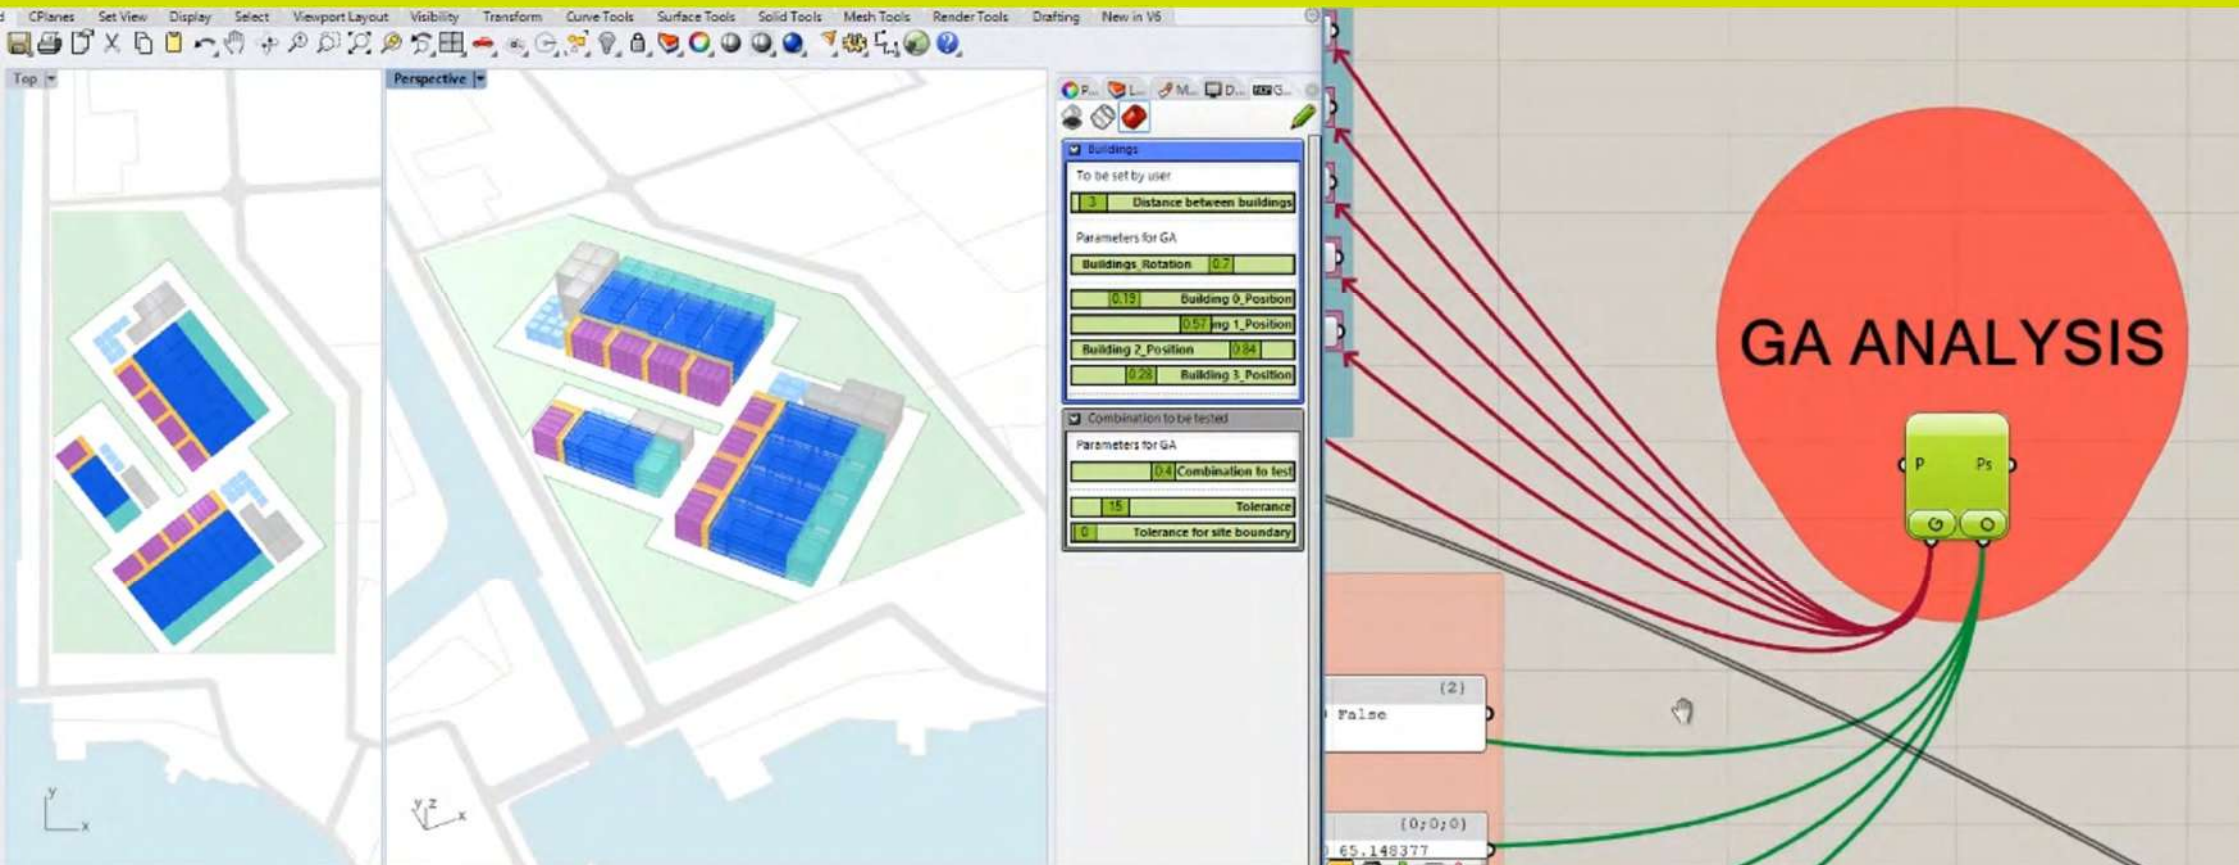 CPlanes Set View Display Select Viewport Layout Visibility Transform Curve Tools Surface Tools Solid Tools Mesh Tools Render Tools Drafting New in V6
Top
Perspective
P... L... M... D... G...
Buildings
To be set by user
3 Distance between buildings
Parameters for GA
Buildings_Rotation 0.7
0.19 Building 0_Position
0.57 ing 1_Position
Building 2_Position 0.84
0.28 Building 3_Position
Combination to be tested
Parameters for GA
0.4 Combination to test
15 Tolerance
0 Tolerance for site boundary
y
x
y z
x
GA ANALYSIS
P Ps
G O
{2}
False
{0;0;0}
65.148377